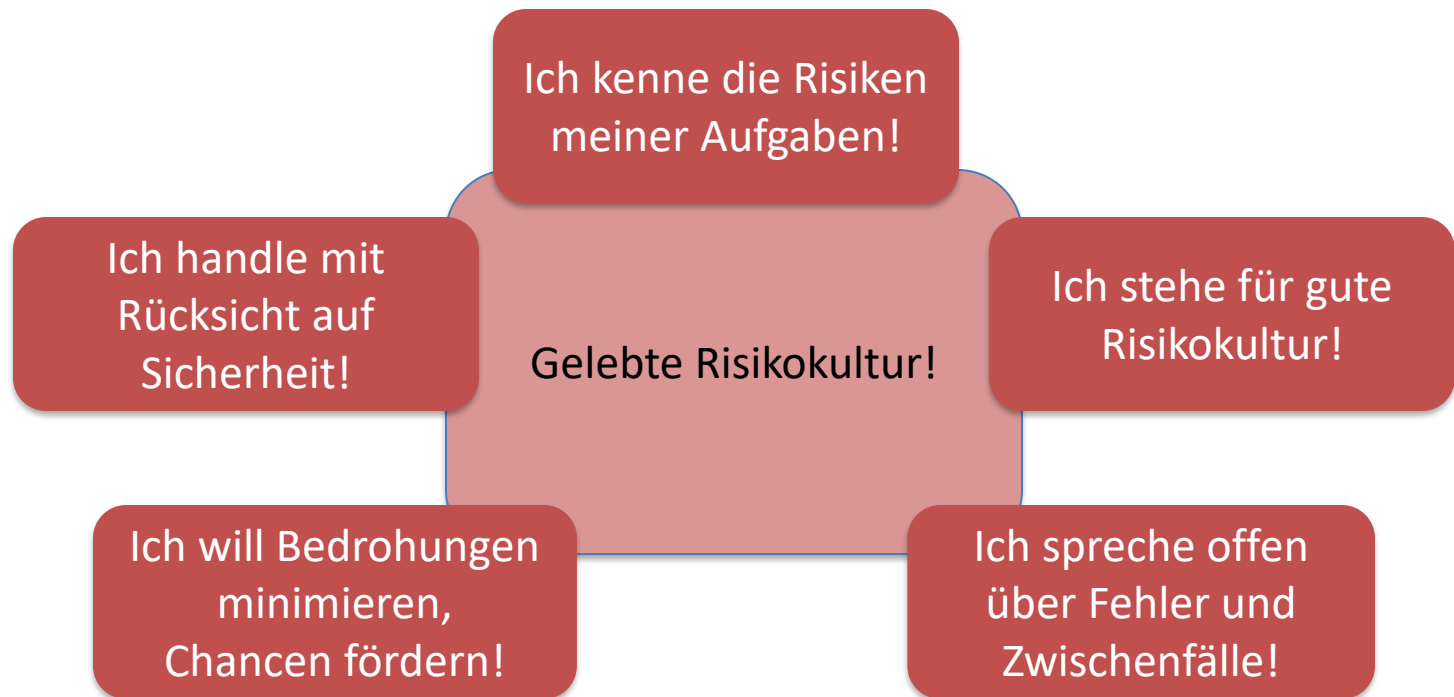 Ich kenne die Risiken
meiner Aufgaben!
Ich handle mit
Rücksicht auf
Sicherheit!
Gelebte Risikokultur!
Ich stehe für gute
Risikokultur!
Ich will Bedrohungen
minimieren,
Chancen fördern!
Ich spreche offen
über Fehler und
Zwischenfälle!